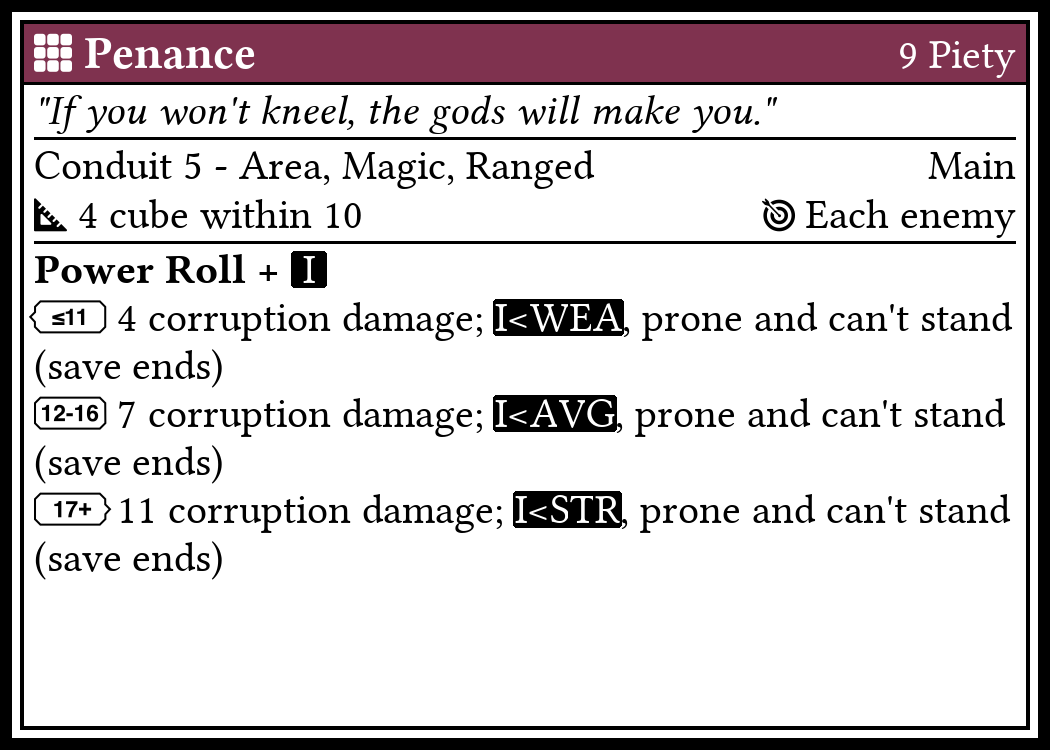 Penance 9 Piety
"If you won't kneel, the gods will make you."
Conduit 5 - Area, Magic, Ranged Main
4 cube within 10 Each enemy
Power Roll + I
≤11 4 corruption damage; I<WEA, prone and can't stand
(save ends)
12-16 7 corruption damage; I<AVG, prone and can't stand
(save ends)
17+ 11 corruption damage; I<STR, prone and can't stand
(save ends)